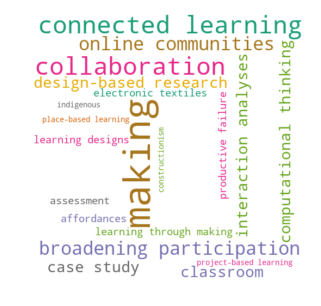 connected learning
online communities
collaboration
design-based research
electronic textiles
indigenous
place-based learning
learning designs
making
constructionism
productive failure
interaction analyses
computational thinking
assessment
affordances
learning through making
broadening participation
project-based learning
case study
classroom